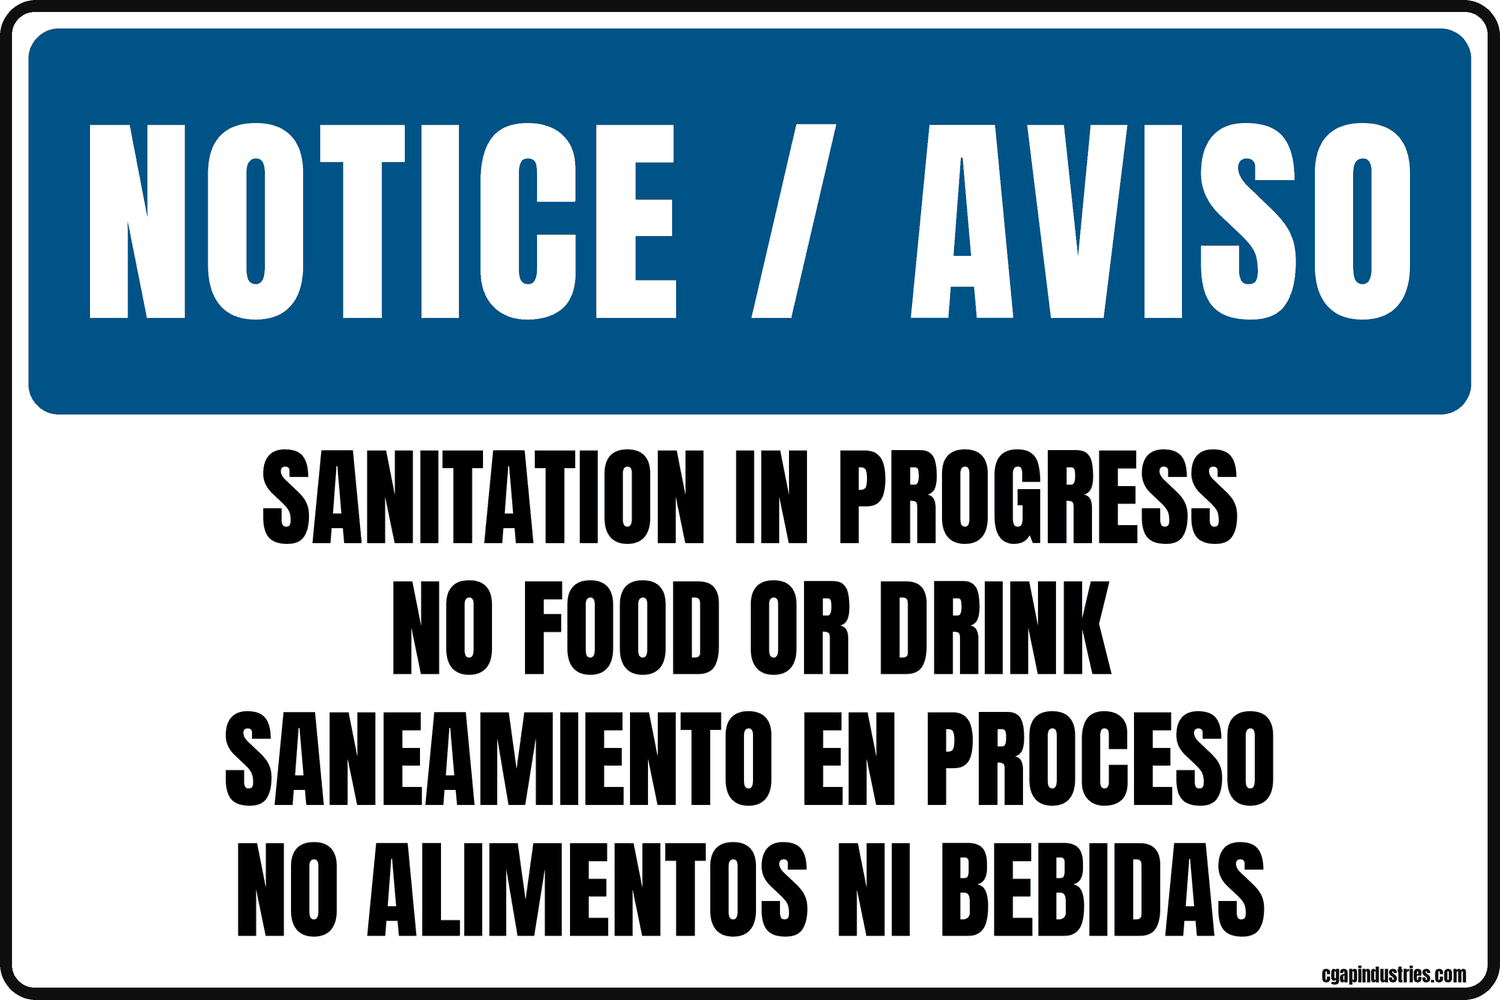 NOTICE / AVISO
SANITATION IN PROGRESS
NO FOOD OR DRINK
SANEAMIENTO EN PROCESO
NO ALIMENTOS NI BEBIDAS
cgapindustries.com